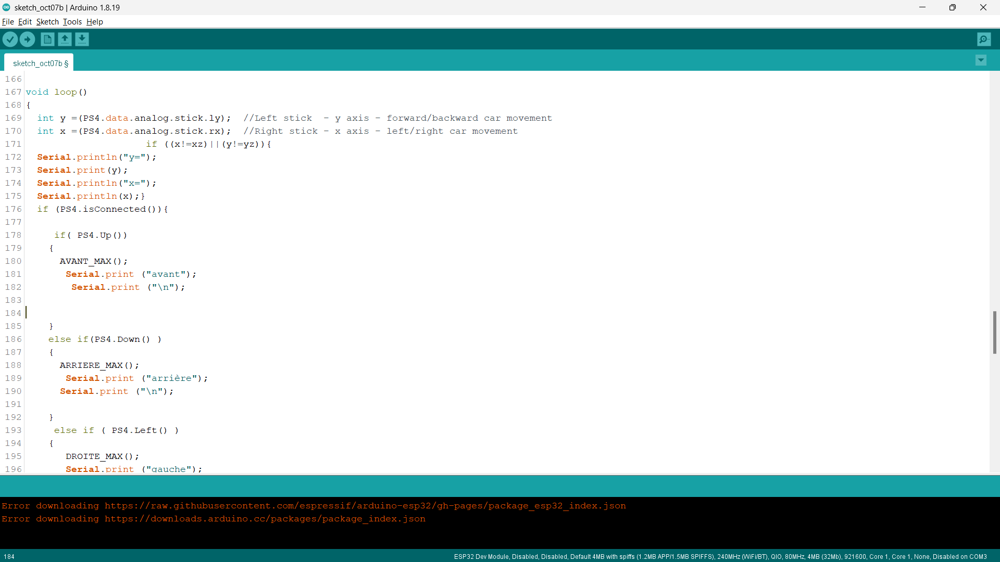 sketch_oct07b | Arduino 1.8.19
File Edit Sketch Tools Help
sketch_oct07b §
166
167 void loop()
168 {
169   int y =(PS4.data.analog.stick.ly);  //Left stick  - y axis - forward/backward car movement
170   int x =(PS4.data.analog.stick.rx);  //Right stick - x axis - left/right car movement
171                      if ((x!=xz)||(y!=yz)){
172   Serial.println("y=");
173   Serial.print(y);
174   Serial.println("x=");
175   Serial.println(x);}
176   if (PS4.isConnected()){
177
178      if( PS4.Up())
179     {
180       AVANT_MAX();
181        Serial.print ("avant");
182         Serial.print ("\n");
183
184
185     }
186     else if(PS4.Down() )
187     {
188       ARRIERE_MAX();
189        Serial.print ("arrière");
190       Serial.print ("\n");
191
192     }
193      else if ( PS4.Left() )
194     {
195        DROITE_MAX();
196        Serial.print ("gauche");
Error downloading https://raw.githubusercontent.com/espressif/arduino-esp32/gh-pages/package_esp32_index.json
Error downloading https://downloads.arduino.cc/packages/package_index.json
184 ESP32 Dev Module, Disabled, Disabled, Default 4MB with spiffs (1.2MB APP/1.5MB SPIFFS), 240MHz (WiFi/BT), QIO, 80MHz, 4MB (32Mb), 921600, Core 1, Core 1, None, Disabled on COM3